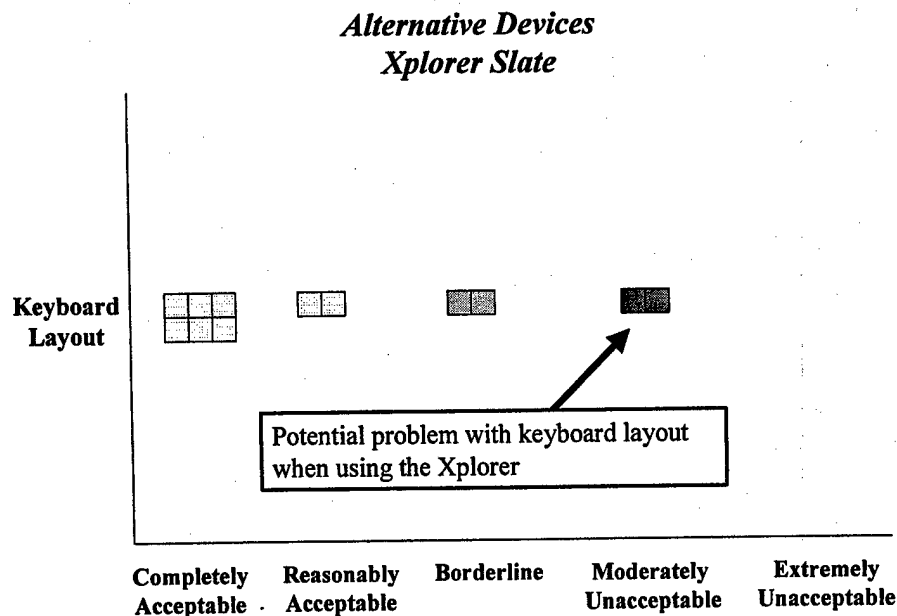 Alternative Devices
Xplorer Slate
Keyboard
Layout
Potential problem with keyboard layout
when using the Xplorer
Completely
Acceptable
Reasonably
Acceptable
Borderline
Moderately
Unacceptable
Extremely
Unacceptable